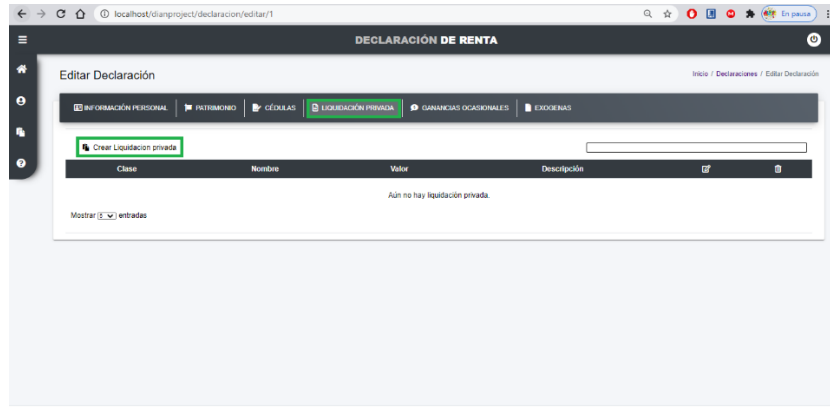 localhost/dianproject/declaracion/editar/1
En pausa
DECLARACIÓN DE RENTA
Editar Declaración
Inicio / Declaraciones / Editar Declaración
INFORMACIÓN PERSONAL PATRIMONIO CÉDULAS LIQUIDACIÓN PRIVADA GANANCIAS OCASIONALES EXOGENAS
Crear Liquidacion privada
Clase Nombre Valor Descripción
Aún no hay liquidación privada.
Mostrar 5 entradas